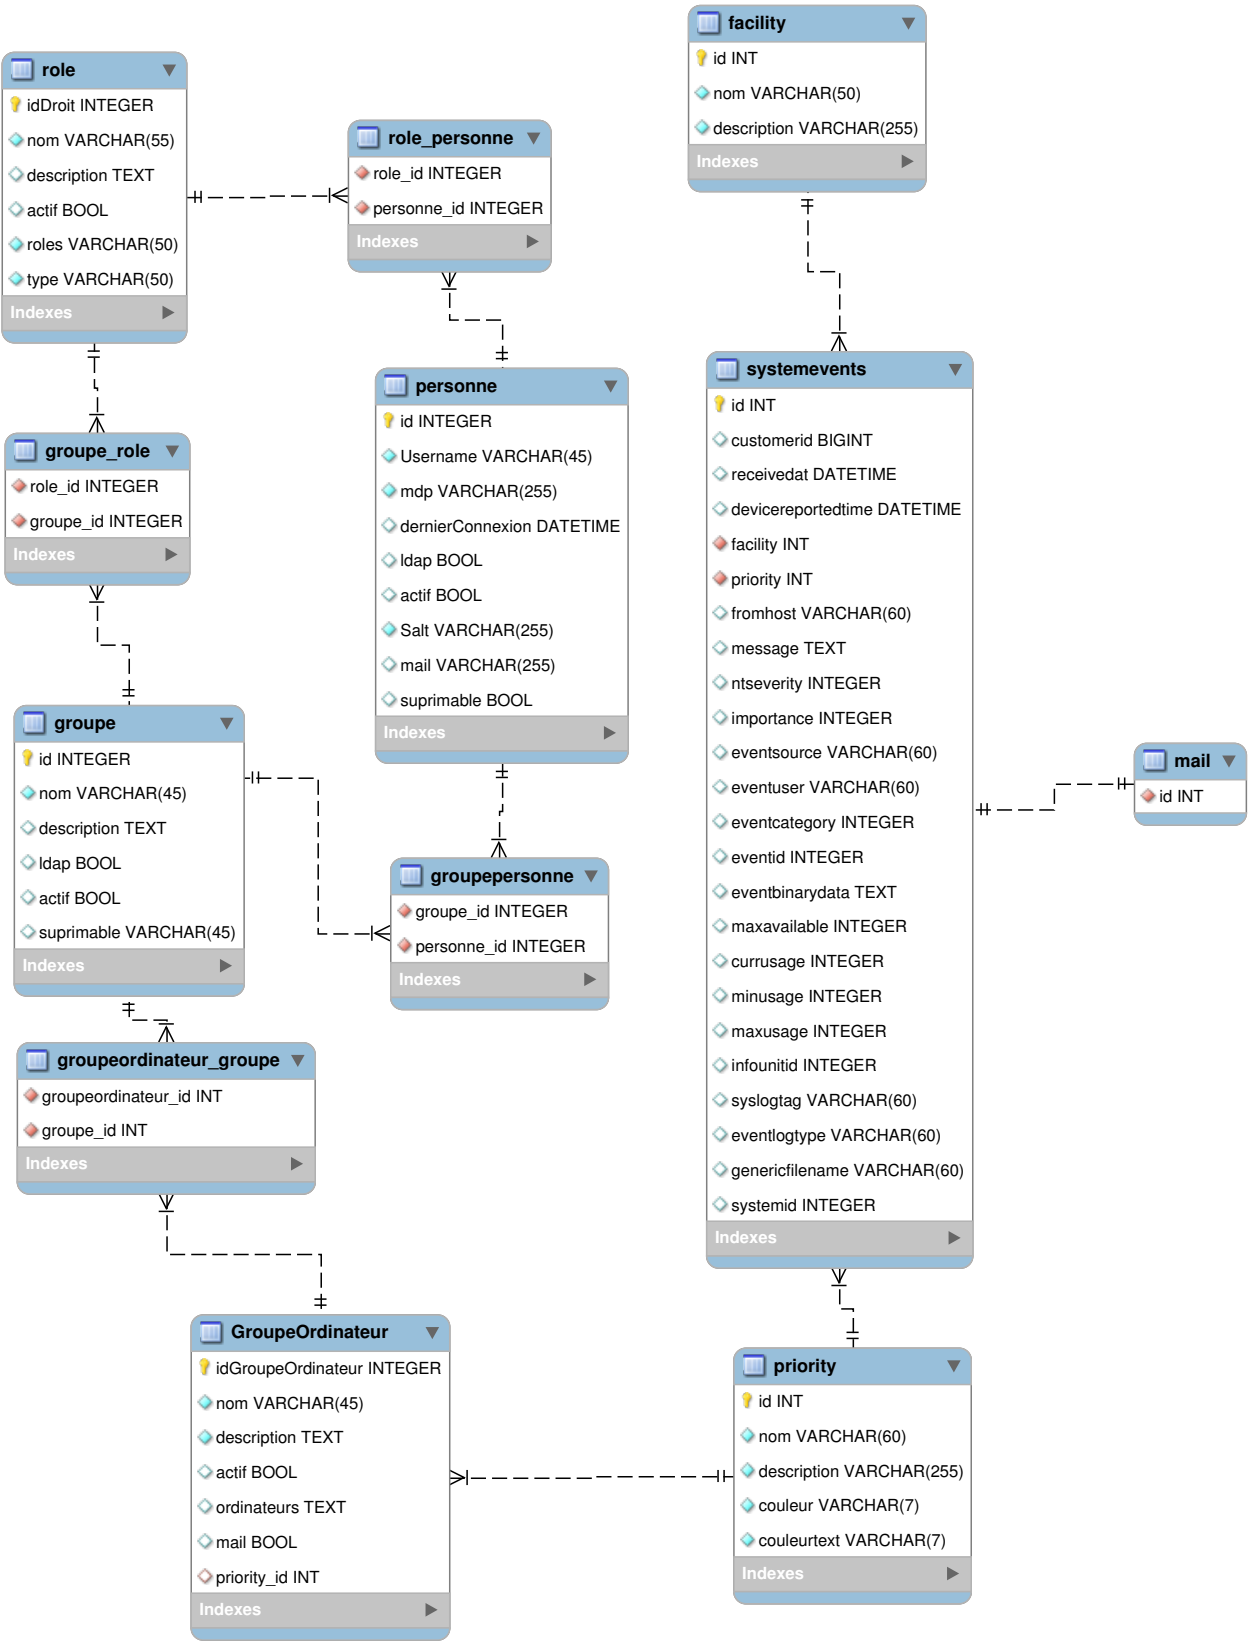 role
idDroit INTEGER
nom VARCHAR(55)
description TEXT
actif BOOL
roles VARCHAR(50)
type VARCHAR(50)
Indexes
role_personne
role_id INTEGER
personne_id INTEGER
Indexes
facility
id INT
nom VARCHAR(50)
description VARCHAR(255)
Indexes
groupe_role
role_id INTEGER
groupe_id INTEGER
Indexes
personne
id INTEGER
Username VARCHAR(45)
mdp VARCHAR(255)
dernierConnexion DATETIME
ldap BOOL
actif BOOL
Salt VARCHAR(255)
mail VARCHAR(255)
suprimable BOOL
Indexes
systemevents
id INT
customerid BIGINT
receivedat DATETIME
devicereportedtime DATETIME
facility INT
priority INT
fromhost VARCHAR(60)
message TEXT
ntseverity INTEGER
importance INTEGER
eventsource VARCHAR(60)
eventuser VARCHAR(60)
eventcategory INTEGER
eventid INTEGER
eventbinarydata TEXT
maxavailable INTEGER
currusage INTEGER
minusage INTEGER
maxusage INTEGER
infounitid INTEGER
syslogtag VARCHAR(60)
eventlogtype VARCHAR(60)
genericfilename VARCHAR(60)
systemid INTEGER
Indexes
mail
id INT
groupe
id INTEGER
nom VARCHAR(45)
description TEXT
ldap BOOL
actif BOOL
suprimable VARCHAR(45)
Indexes
groupepersonne
groupe_id INTEGER
personne_id INTEGER
Indexes
groupeordinateur_groupe
groupeordinateur_id INT
groupe_id INT
Indexes
GroupeOrdinateur
idGroupeOrdinateur INTEGER
nom VARCHAR(45)
description TEXT
actif BOOL
ordinateurs TEXT
mail BOOL
priority_id INT
Indexes
priority
id INT
nom VARCHAR(60)
description VARCHAR(255)
couleur VARCHAR(7)
couleurtext VARCHAR(7)
Indexes